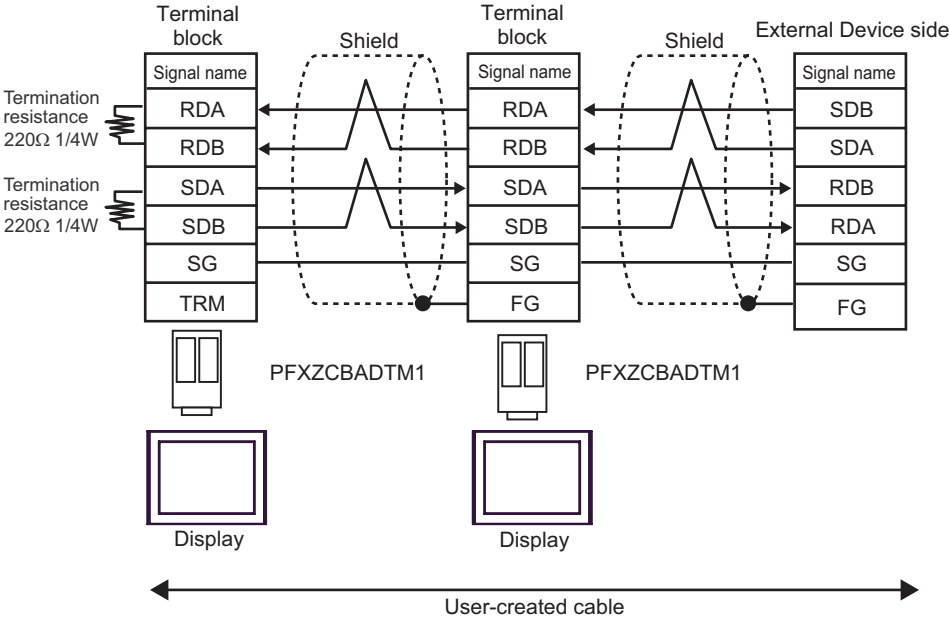 Terminal
block
Shield
Terminal
block
Shield
External Device side
Signal name
Signal name
Signal name
Termination
resistance
220Ω 1/4W
RDA
RDA
SDB
RDB
RDB
SDA
Termination
resistance
220Ω 1/4W
SDA
SDA
RDB
SDB
SDB
RDA
SG
SG
SG
TRM
FG
FG
PFXZCBADTM1
PFXZCBADTM1
Display
Display
User-created cable